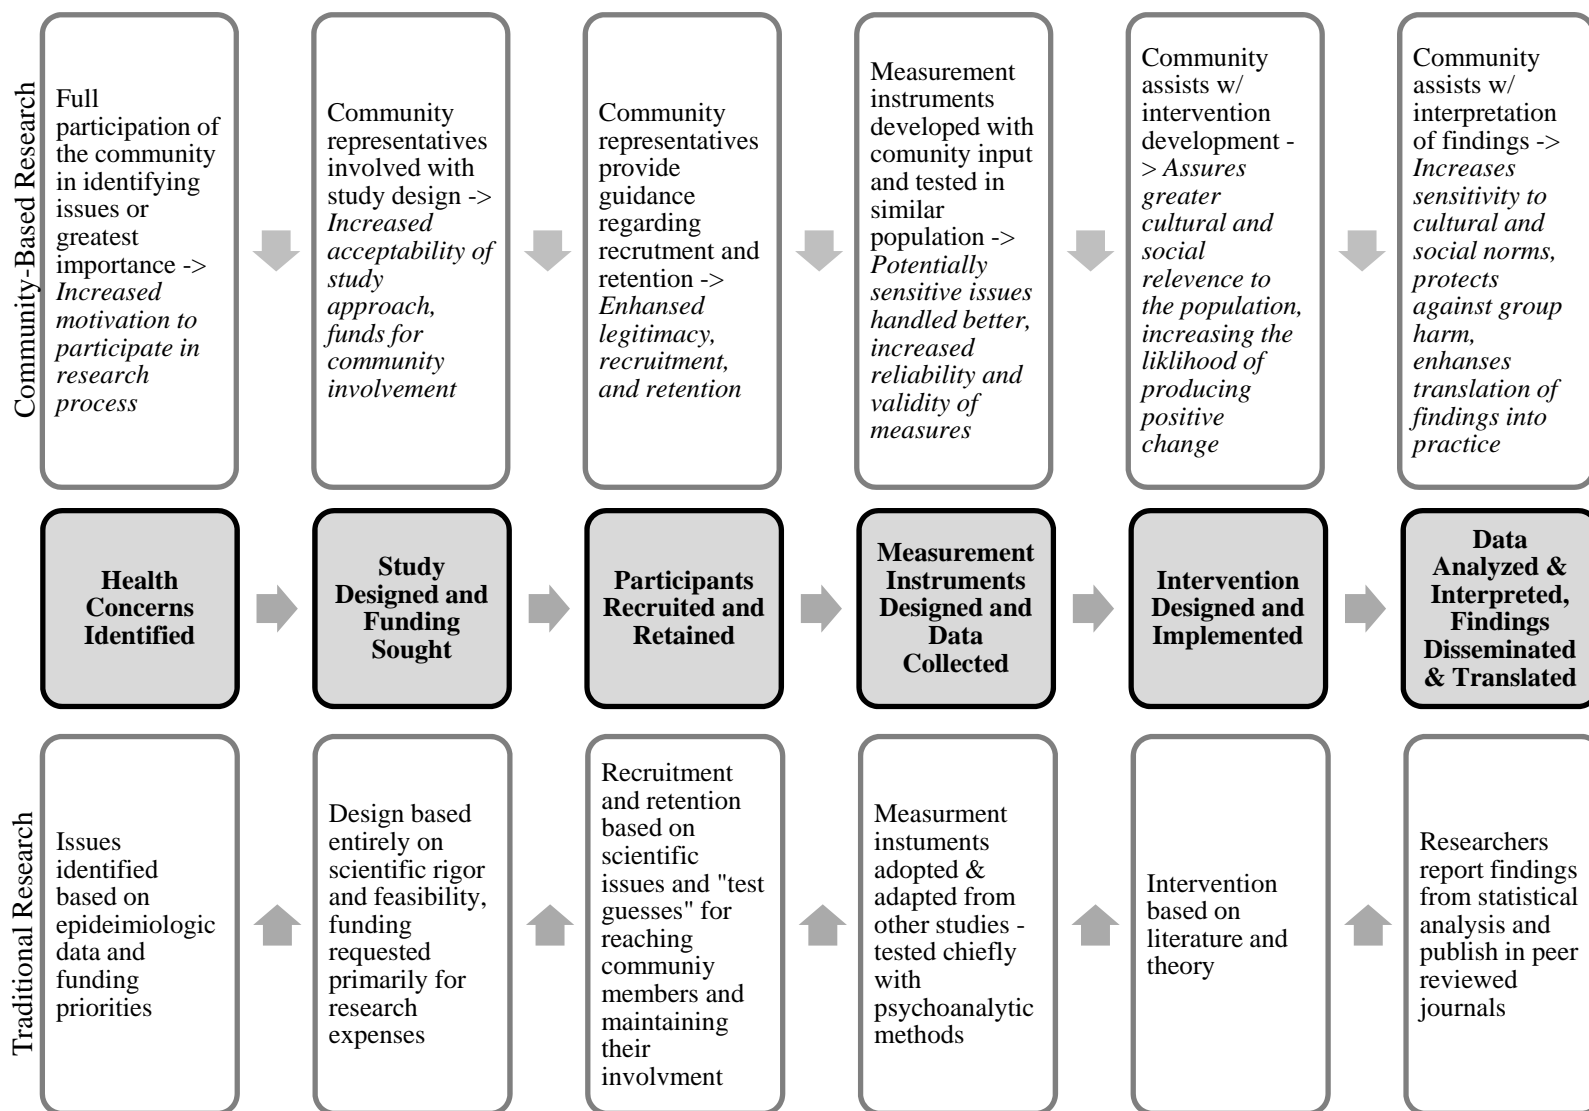 Community-Based Research
Full
participation of
the community
in identifying
issues or
greatest
importance ->
Increased
motivation to
participate in
research
process
Community
representatives
involved with
study design ->
Increased
acceptability of
study
approach,
funds for
community
involvement
Community
representatives
provide
guidance
regarding
recrutment and
retention ->
Enhansed
legitimacy,
recruitment,
and retention
Measurement
instruments
developed with
comunity input
and tested in
similar
population ->
Potentially
sensitive issues
handled better,
increased
reliability and
validity of
measures
Community
assists w/
intervention
development -
> Assures
greater
cultural and
social
relevence to
the population,
increasing the
liklihood of
producing
positive
change
Community
assists w/
interpretation
of findings ->
Increases
sensitivity to
cultural and
social norms,
protects
against group
harm,
enhanses
translation of
findings into
practice
Health
Concerns
Identified
Study
Designed and
Funding
Sought
Participants
Recruited and
Retained
Measurement
Instruments
Designed and
Data
Collected
Intervention
Designed and
Implemented
Data
Analyzed &
Interpreted,
Findings
Disseminated
& Translated
Traditional Research
Issues
identified
based on
epideimiologic
data and
funding
priorities
Design based
entirely on
scientific rigor
and feasibility,
funding
requested
primarily for
research
expenses
Recruitment
and retention
based on
scientific
issues and "test
guesses" for
reaching
communiy
members and
maintaining
their
involvment
Measurment
instuments
adopted &
adapted from
other studies -
tested chiefly
with
psychoanalytic
methods
Intervention
based on
literature and
theory
Researchers
report findings
from statistical
analysis and
publish in peer
reviewed
journals